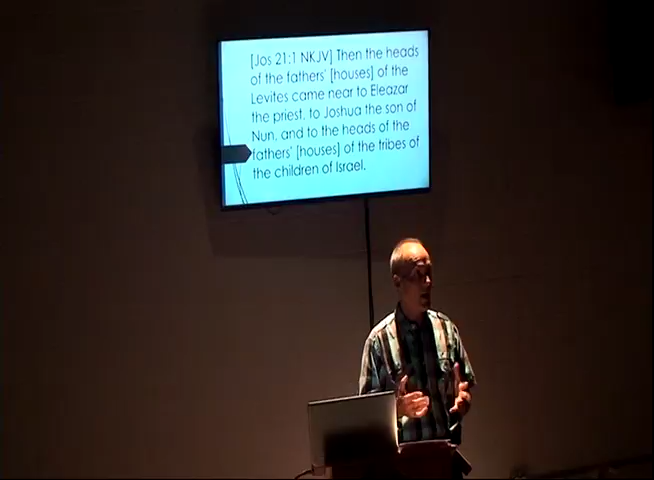 [Jos 21:1 NKJV] Then the heads
of the fathers' [houses] of the
Levites came near to Eleazar
the priest, to Joshua the son of
Nun, and to the heads of the
fathers' [houses] of the tribes of
the children of Israel.